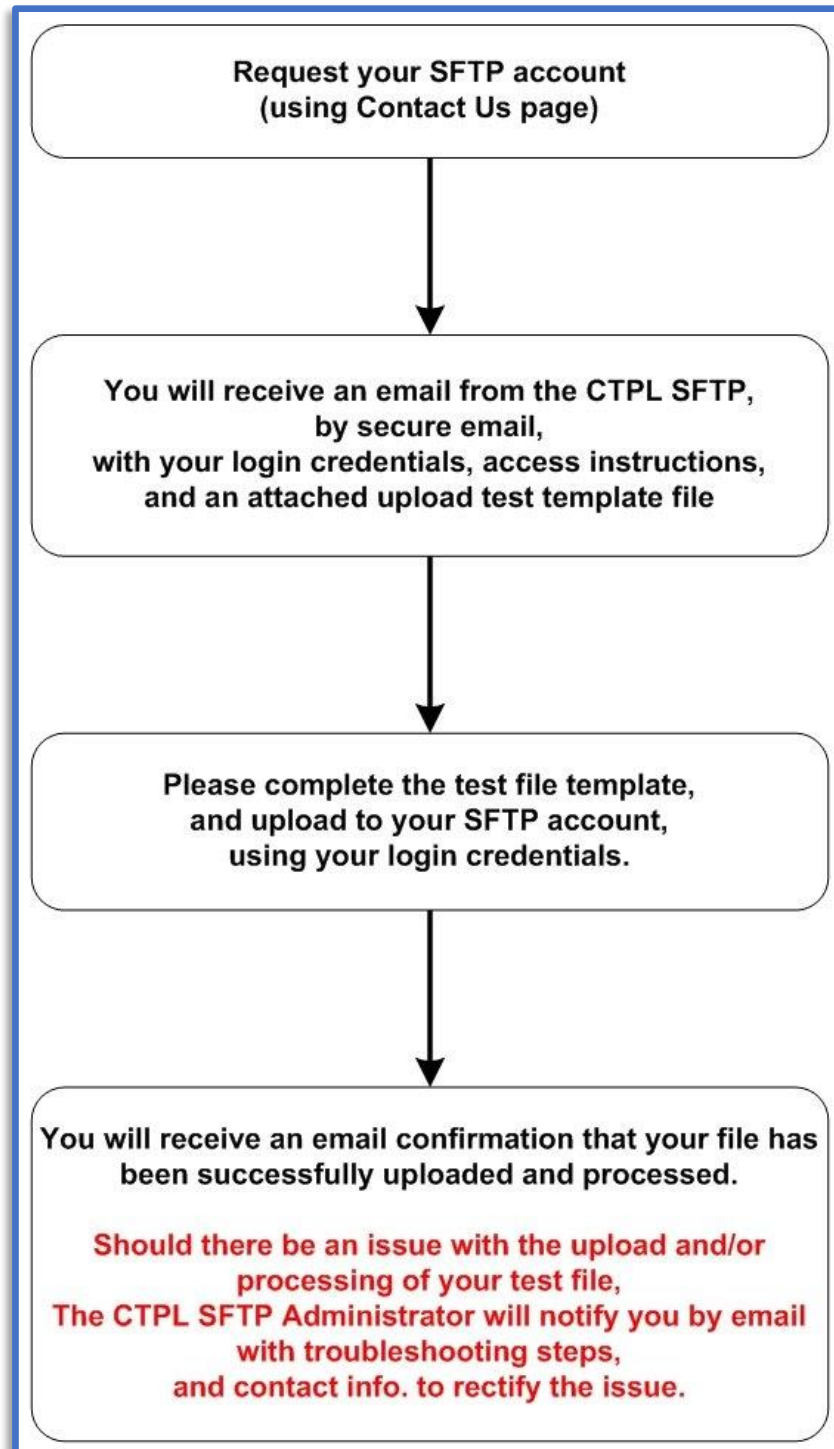 Request your SFTP account
(using Contact Us page)
You will receive an email from the CTPL SFTP,
by secure email,
with your login credentials, access instructions,
and an attached upload test template file
Please complete the test file template,
and upload to your SFTP account,
using your login credentials.
You will receive an email confirmation that your file has
been successfully uploaded and processed.
Should there be an issue with the upload and/or
processing of your test file,
The CTPL SFTP Administrator will notify you by email
with troubleshooting steps,
and contact info. to rectify the issue.